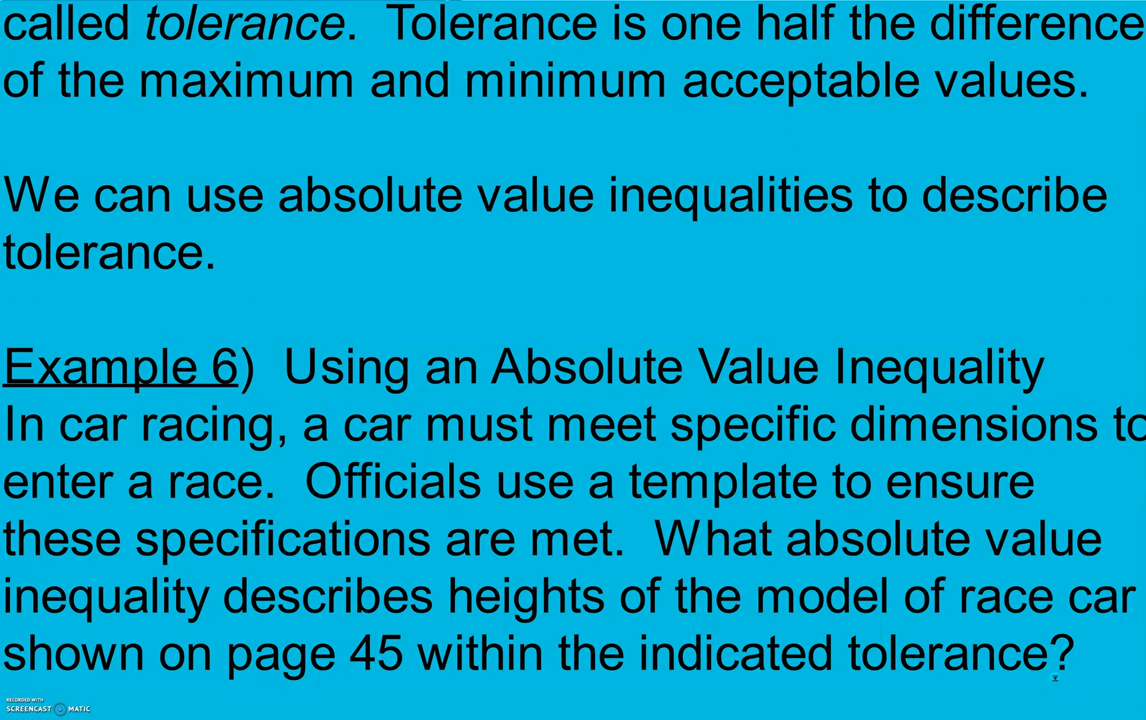 called tolerance. Tolerance is one half the difference
of the maximum and minimum acceptable values.
We can use absolute value inequalities to describe
tolerance.
Example 6) Using an Absolute Value Inequality
In car racing, a car must meet specific dimensions to
enter a race. Officials use a template to ensure
these specifications are met. What absolute value
inequality describes heights of the model of race car
shown on page 45 within the indicated tolerance?
RECORDED WITH
SCREENCAST MATIC